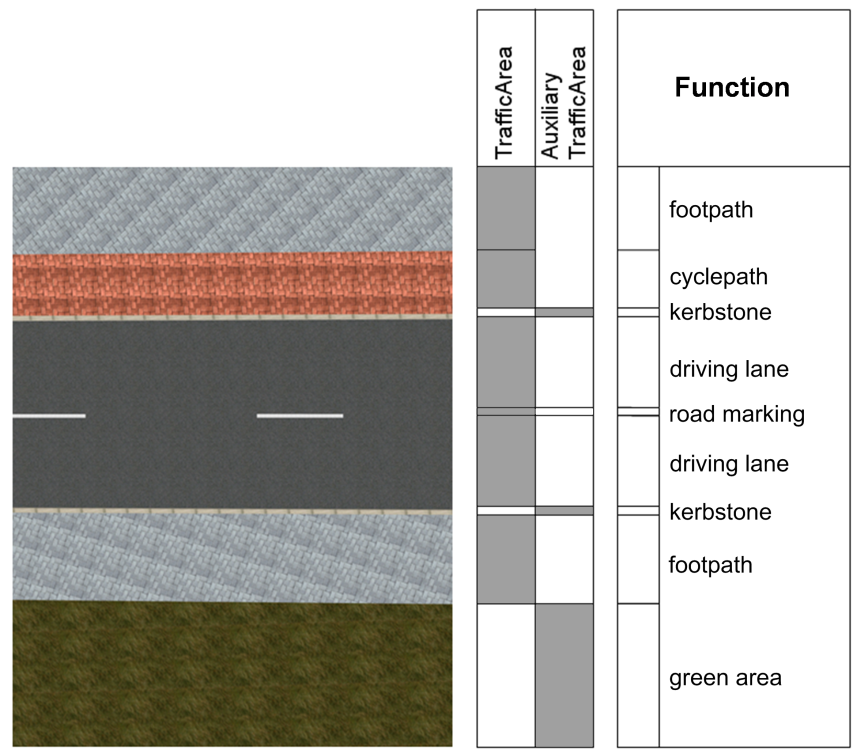 TrafficArea
Auxiliary
TrafficArea
Function
footpath
cyclepath
kerbstone
driving lane
road marking
driving lane
kerbstone
footpath
green area